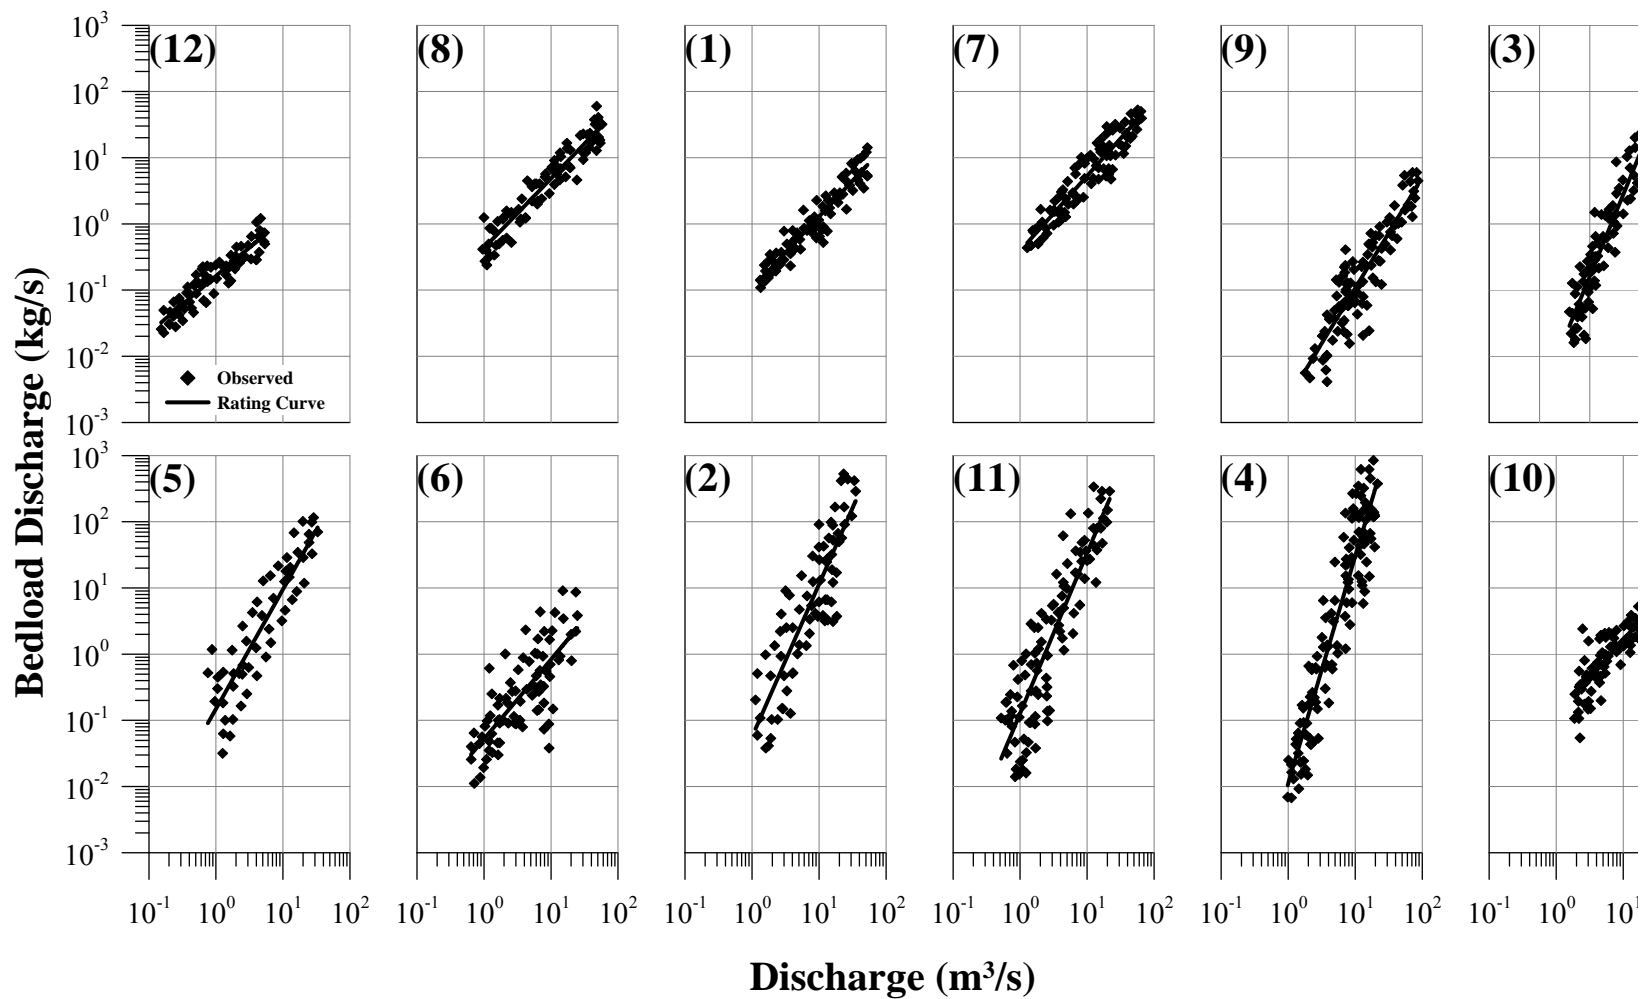 10³ (12) (8) (1) (7) (9) (3)
10²
10¹
10⁰
10⁻¹
10⁻²
Observed
Rating Curve
10⁻³
Bedload Discharge (kg/s)
10³ (5) (6) (2) (11) (4) (10)
10²
10¹
10⁰
10⁻¹
10⁻²
10⁻³
10⁻¹ 10⁰ 10¹ 10² 10⁻¹ 10⁰ 10¹ 10² 10⁻¹ 10⁰ 10¹ 10² 10⁻¹ 10⁰ 10¹ 10² 10⁻¹ 10⁰ 10¹ 10² 10⁻¹ 10⁰ 10¹
Discharge (m³/s)